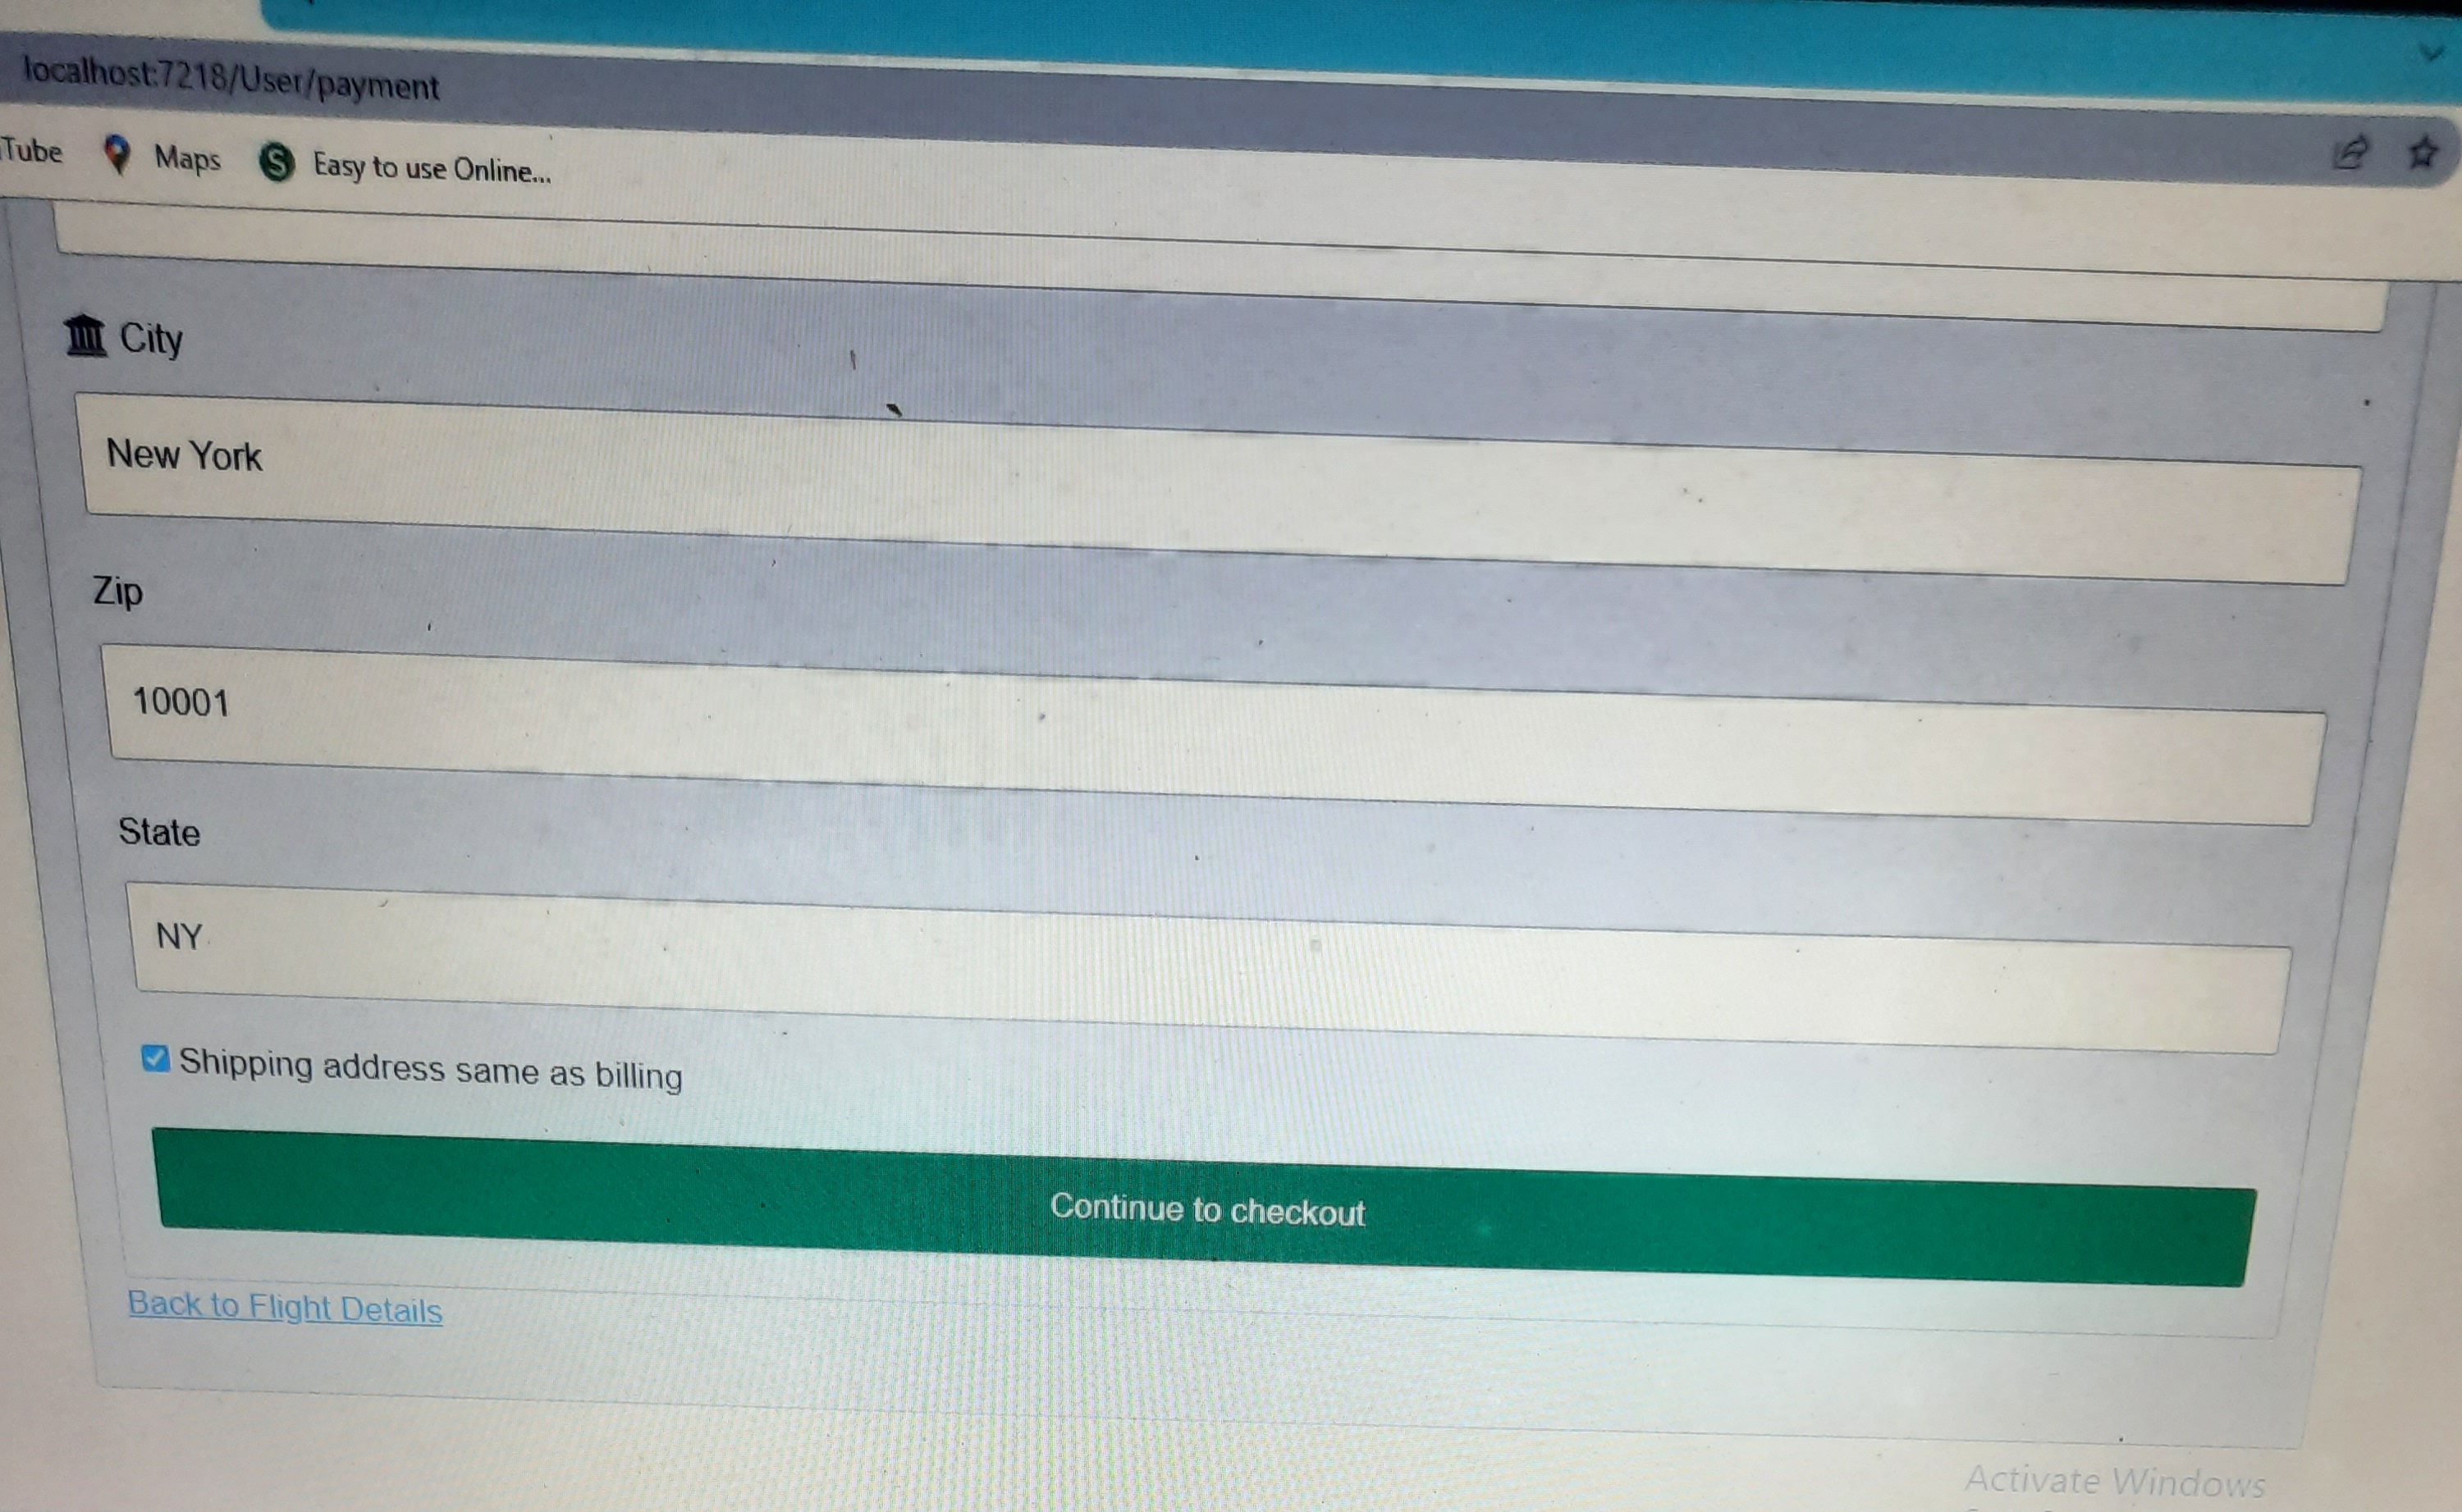 localhost:7218/User/payment
Tube Maps Easy to use Online...
City
New York
Zip
10001
State
NY
Shipping address same as billing
Continue to checkout
Back to Flight Details
Activate Windows